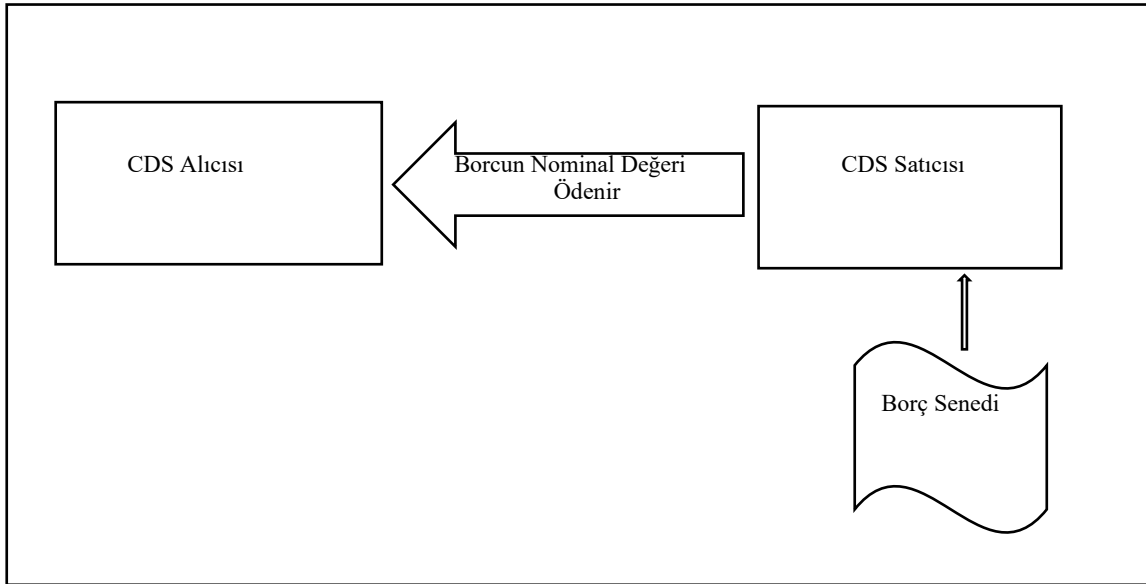 CDS Alıcısı
Borcun Nominal Değeri
Ödenir
CDS Satıcısı
Borç Senedi